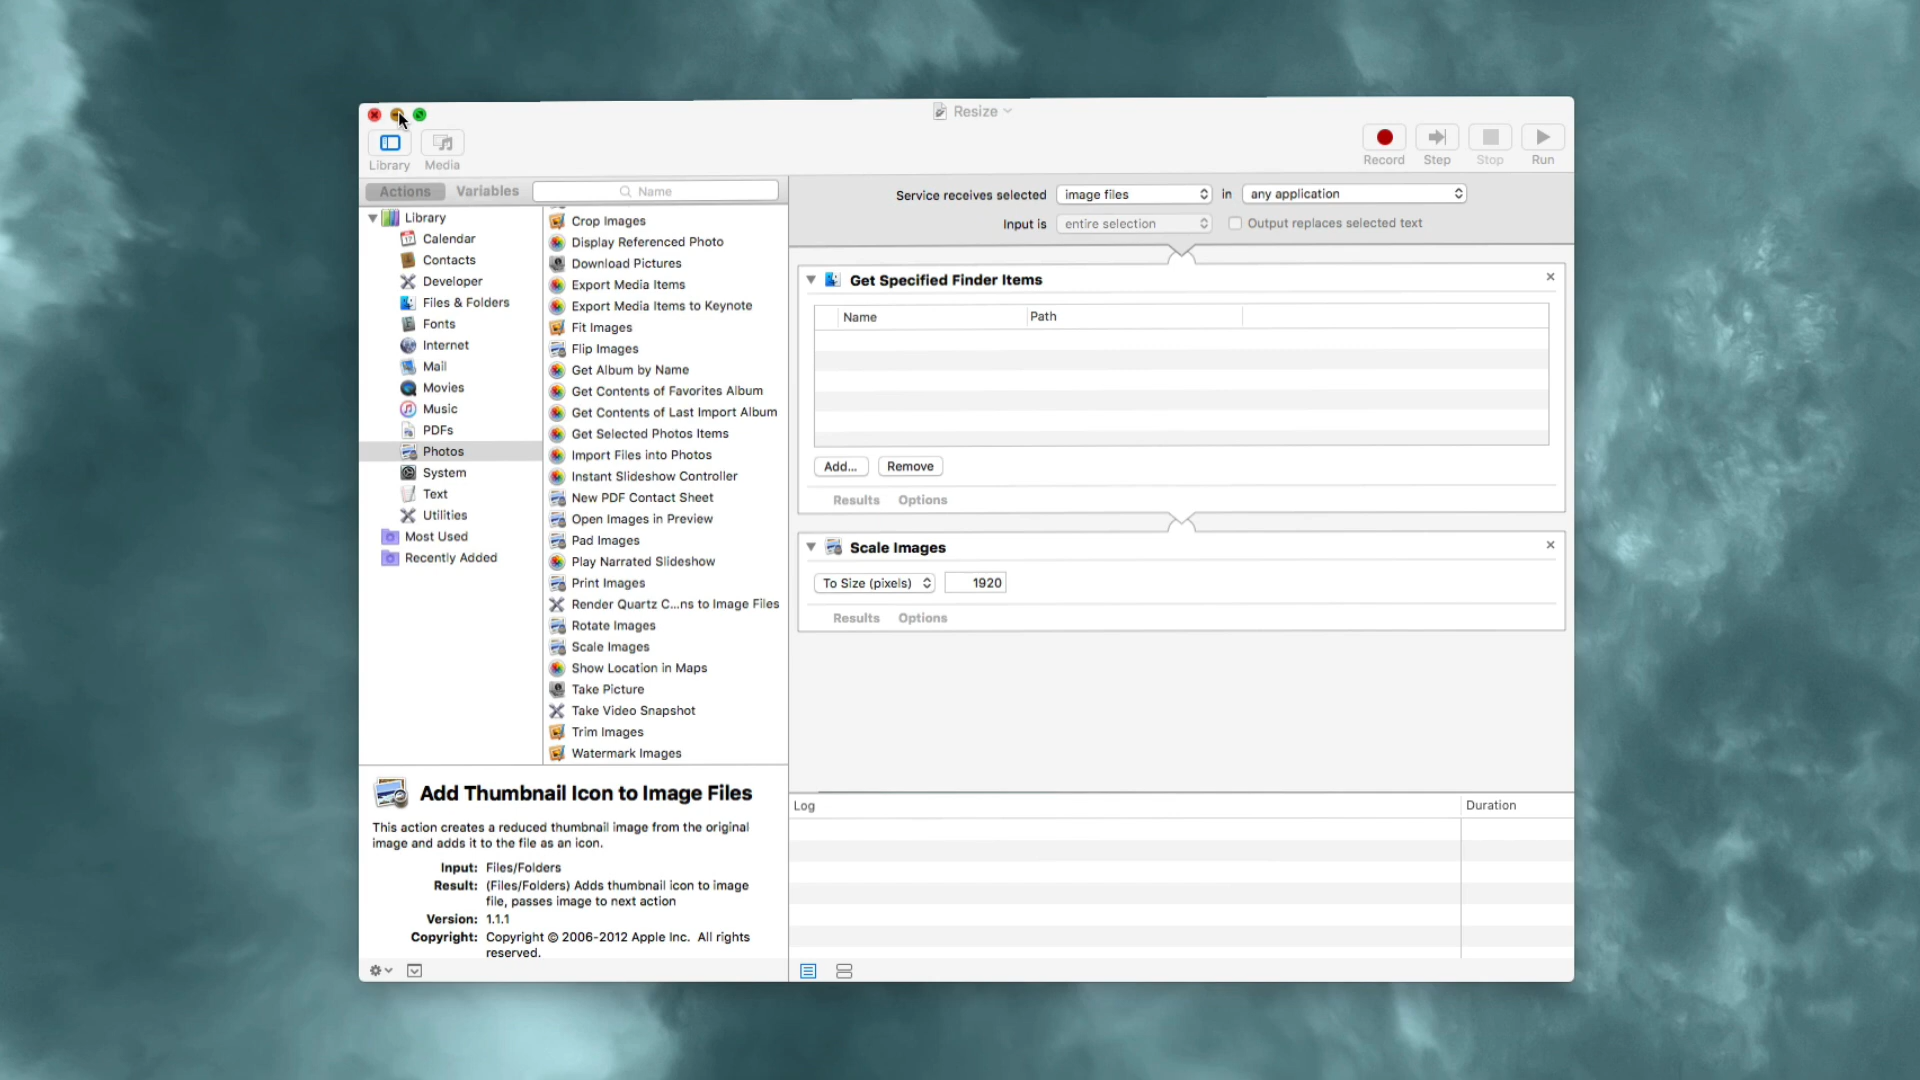 Resize
Library
Media
Record
Step
Stop
Run
Actions
Variables
Name
Service receives selected image files in any application
Input is entire selection Output replaces selected text
Library
Calendar
17
Contacts
Developer
Files & Folders
Fonts
Internet
Mail
Movies
Music
PDFs
Photos
System
Text
Utilities
Most Used
Recently Added
Crop Images
Display Referenced Photo
Download Pictures
Export Media Items
Export Media Items to Keynote
Fit Images
Flip Images
Get Album by Name
Get Contents of Favorites Album
Get Contents of Last Import Album
Get Selected Photos Items
Import Files into Photos
Instant Slideshow Controller
New PDF Contact Sheet
Open Images in Preview
Pad Images
Play Narrated Slideshow
Print Images
Render Quartz C...ns to Image Files
Rotate Images
Scale Images
Show Location in Maps
Take Picture
Take Video Snapshot
Trim Images
Watermark Images
Get Specified Finder Items
Name Path
Add... Remove
Results Options
Scale Images
To Size (pixels) 1920
Results Options
Add Thumbnail Icon to Image Files
This action creates a reduced thumbnail image from the original
image and adds it to the file as an icon.
Input: Files/Folders
Result: (Files/Folders) Adds thumbnail icon to image
file, passes image to next action
Version: 1.1.1
Copyright: Copyright © 2006-2012 Apple Inc. All rights
reserved.
Log Duration